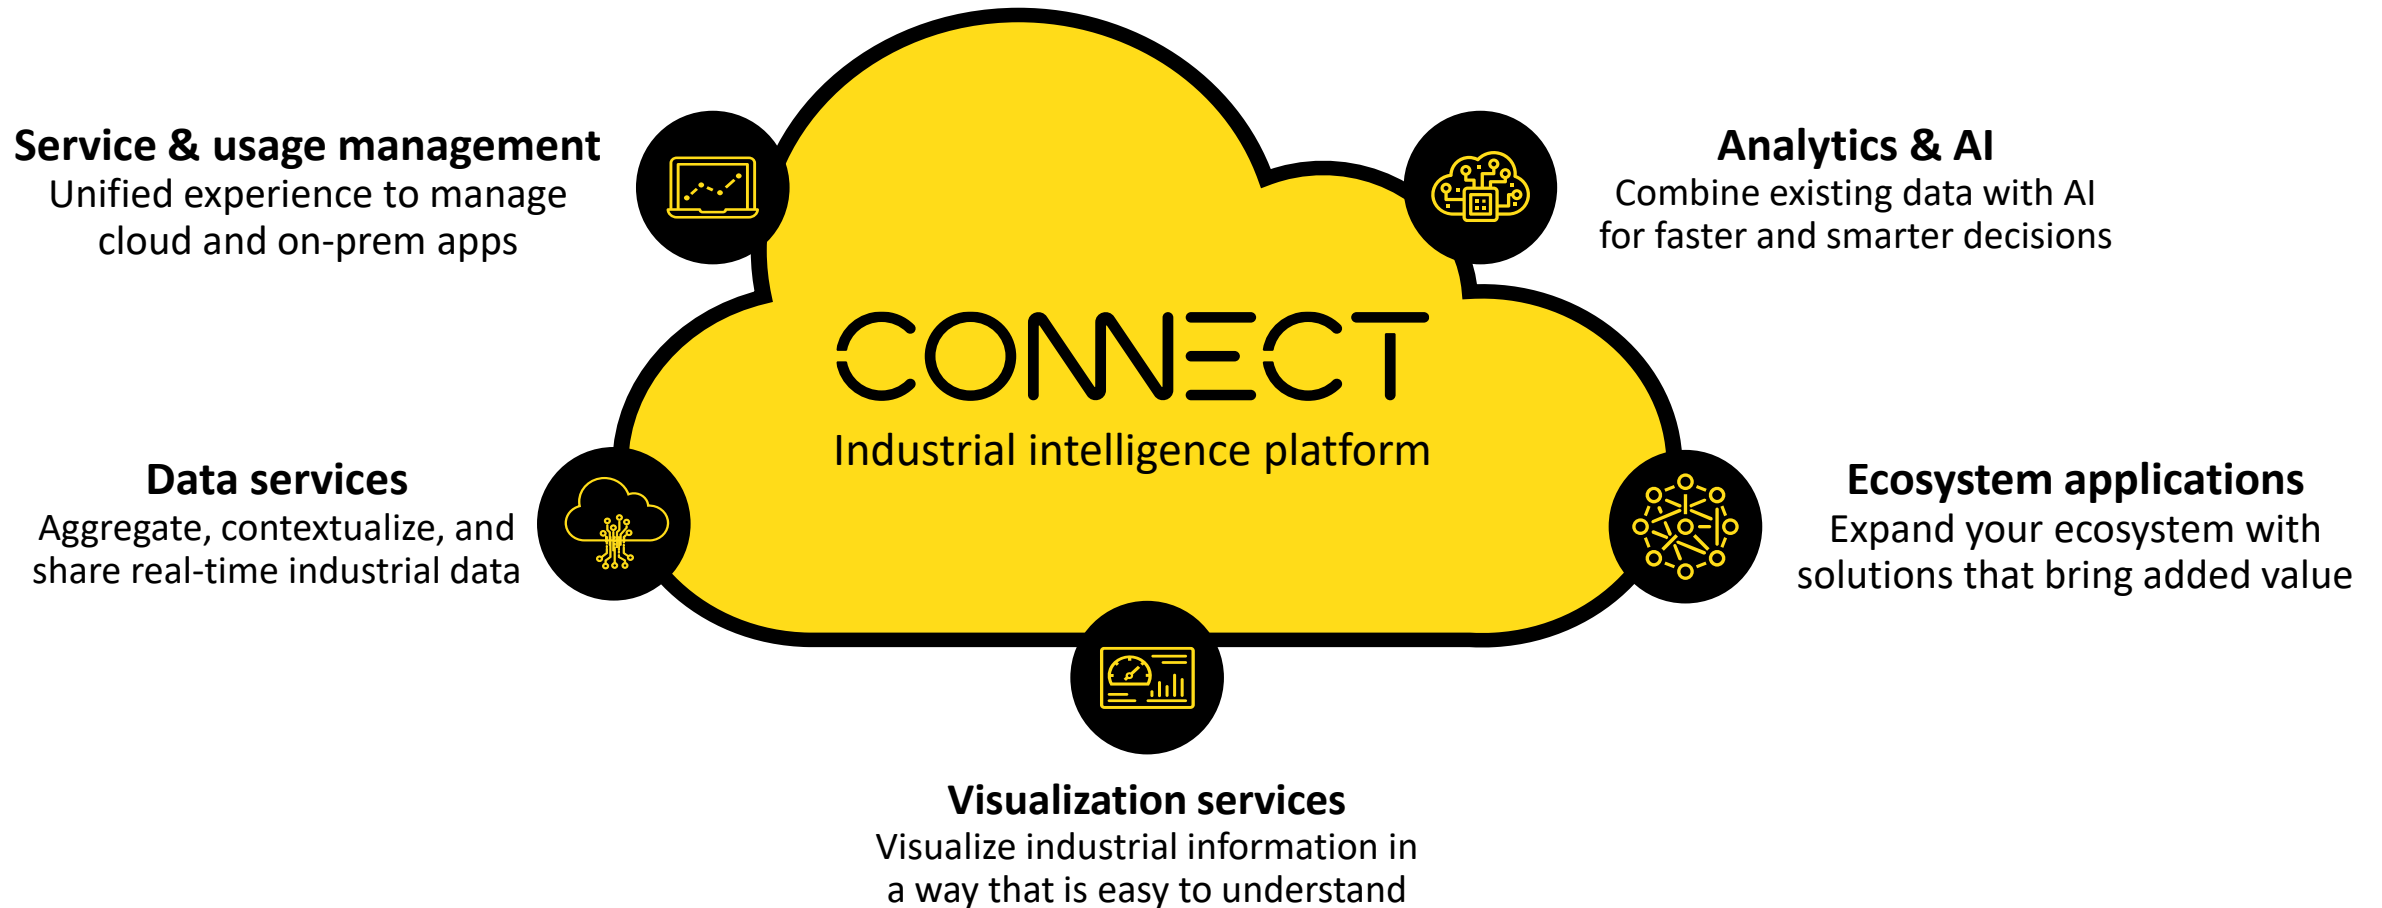 Service & usage management
Unified experience to manage
cloud and on-prem apps
Analytics & AI
Combine existing data with AI
for faster and smarter decisions
CONNECT
Industrial intelligence platform
Data services
Aggregate, contextualize, and
share real-time industrial data
Ecosystem applications
Expand your ecosystem with
solutions that bring added value
Visualization services
Visualize industrial information in
a way that is easy to understand